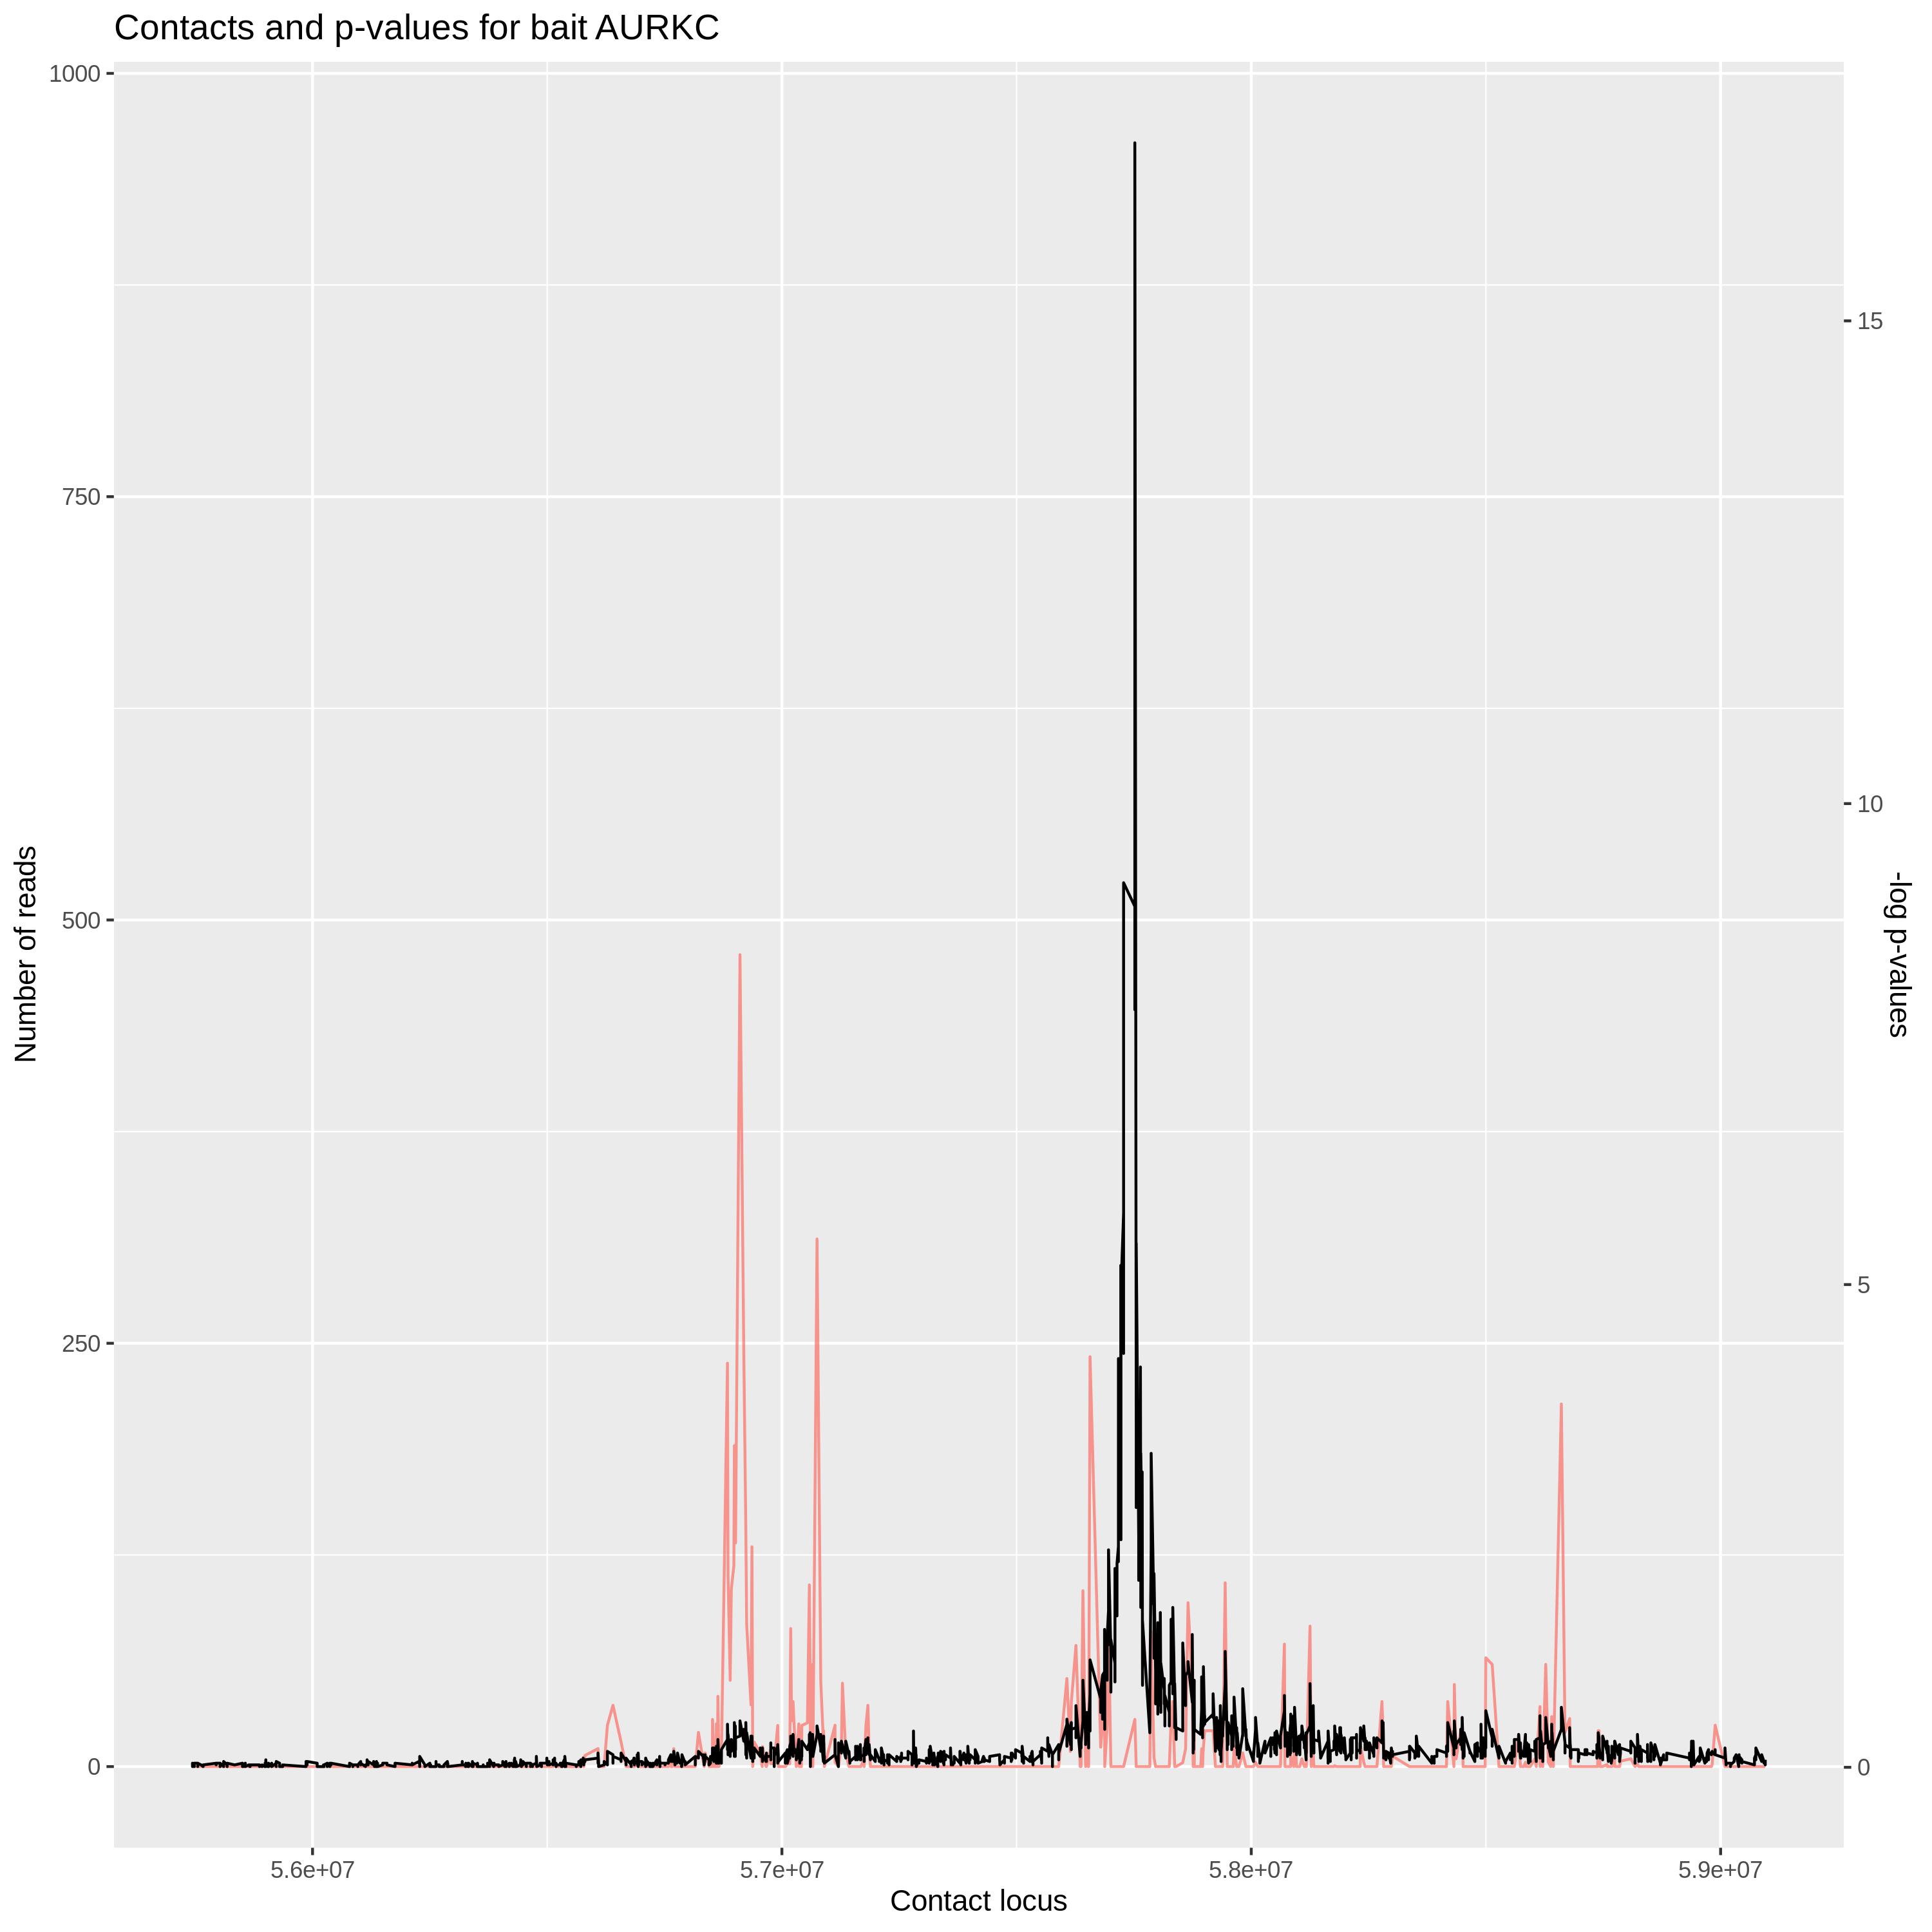 Contacts and p-values for bait AURKC
1000
750
500
250
0
Number of reads
15
10
5
0
-log p-values
5.6e+07
5.7e+07
5.8e+07
5.9e+07
Contact locus